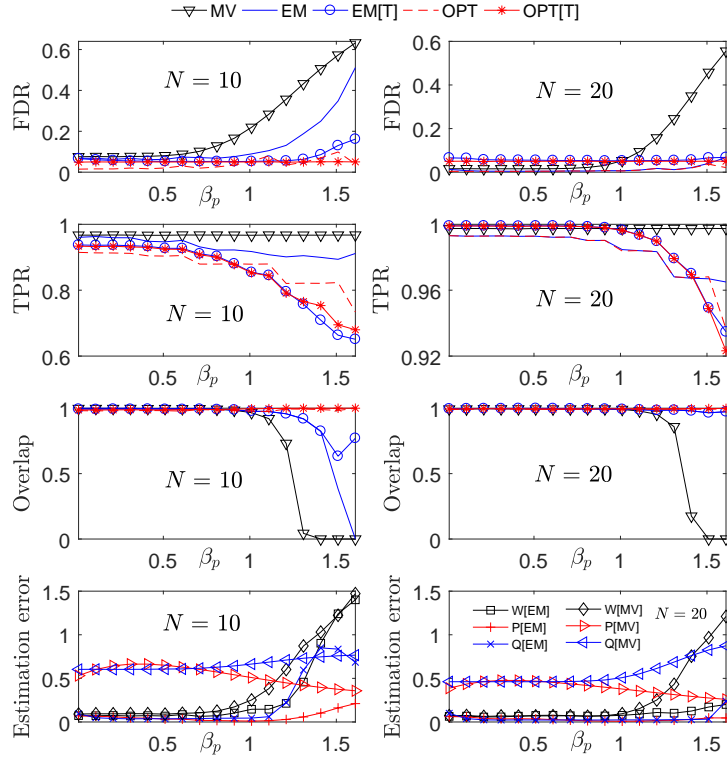 MV EM EM[T] OPT OPT[T]
FDR
0.6
0.4
0.2
0
N = 10
0.5 1 1.5
β_p
FDR
0.6
0.4
0.2
0
N = 20
0.5 1 1.5
β_p
TPR
1
0.8
0.6
N = 10
0.5 1 1.5
β_p
TPR
1
0.96
0.92
N = 20
0.5 1 1.5
β_p
Overlap
1
0.5
0
N = 10
0.5 1 1.5
β_p
Overlap
1
0.5
0
N = 20
0.5 1 1.5
β_p
Estimation error
1.5
1
0.5
0
N = 10
0.5 1 1.5
β_p
Estimation error
1.5
1
0.5
0
W[EM] W[MV] N = 20
P[EM] P[MV]
Q[EM] Q[MV]
0.5 1 1.5
β_p